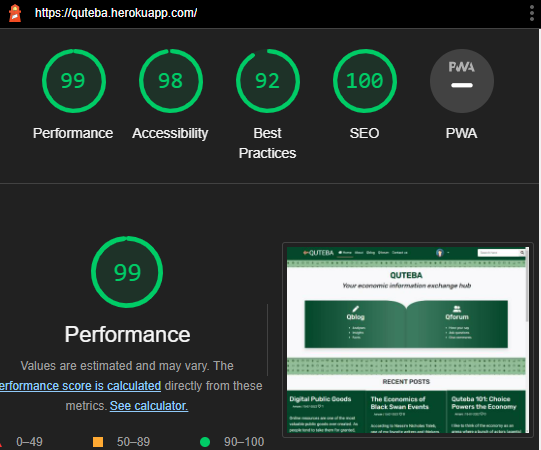 https://quteba.herokuapp.com/
99
98
92
100
PWA
Performance
Accessibility
Best
Practices
SEO
PWA
99
Performance
Values are estimated and may vary. The
erformance score is calculated directly from these
metrics. See calculator.
0–49
50–89
90–100
QUTEBA
Home
About
Contact us
QUTEBA
Your economic information exchange hub
Qblog
Qforum
RECENT POSTS
Digital Public Goods
The Economics of
Black Swan Events
Quteba 101: Choice
Powers the Economy